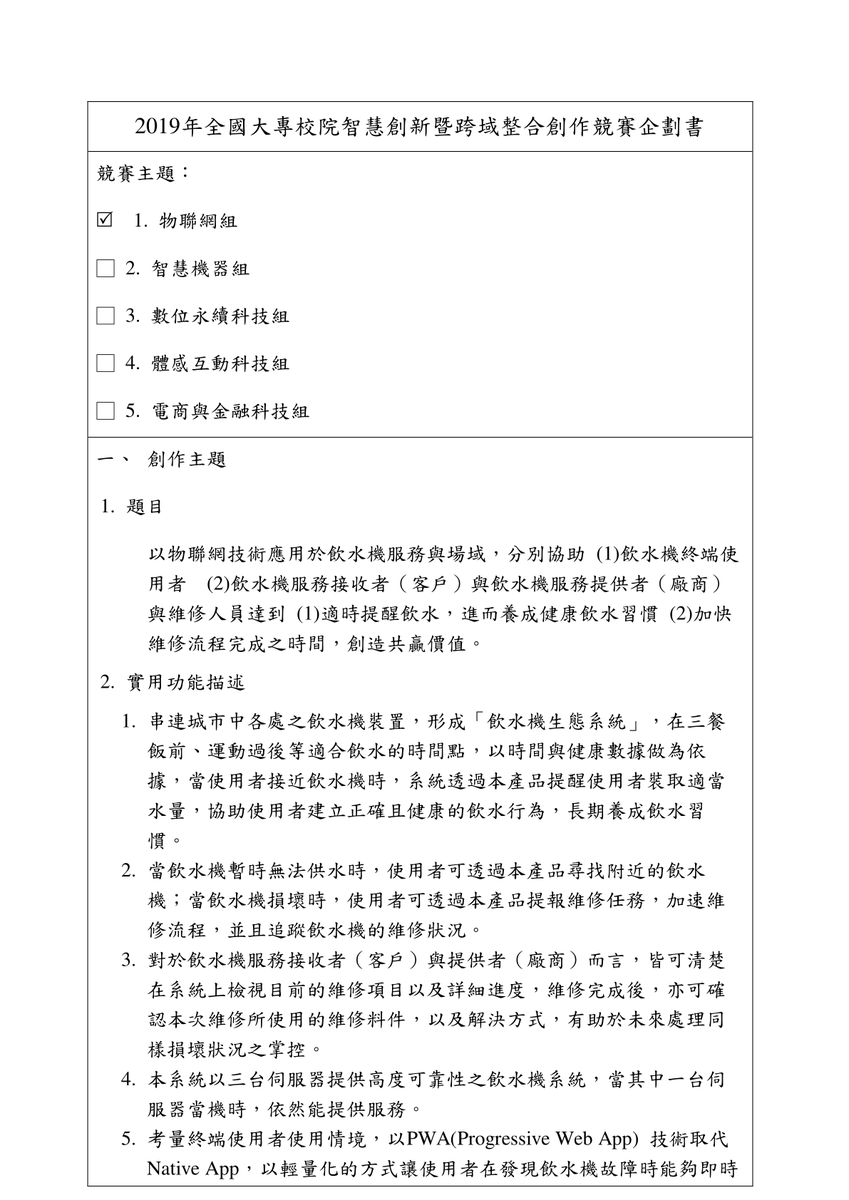 2019年全國大專校院智慧創新暨跨域整合創作競賽企劃書
競賽主題：
☑ 1. 物聯網組
□ 2. 智慧機器組
□ 3. 數位永續科技組
□ 4. 體感互動科技組
□ 5. 電商與金融科技組
一、 創作主題
1. 題目
以物聯網技術應用於飲水機服務與場域，分別協助 (1)飲水機終端使
用者 (2)飲水機服務接收者（客戶）與飲水機服務提供者（廠商）
與維修人員達到 (1)適時提醒飲水，進而養成健康飲水習慣 (2)加快
維修流程完成之時間，創造共贏價值。
2. 實用功能描述
1. 串連城市中各處之飲水機裝置，形成「飲水機生態系統」，在三餐
飯前、運動過後等適合飲水的時間點，以時間與健康數據做為依
據，當使用者接近飲水機時，系統透過本產品提醒使用者裝取適當
水量，協助使用者建立正確且健康的飲水行為，長期養成飲水習
慣。
2. 當飲水機暫時無法供水時，使用者可透過本產品尋找附近的飲水
機；當飲水機損壞時，使用者可透過本產品提報維修任務，加速維
修流程，並且追蹤飲水機的維修狀況。
3. 對於飲水機服務接收者（客戶）與提供者（廠商）而言，皆可清楚
在系統上檢視目前的維修項目以及詳細進度，維修完成後，亦可確
認本次維修所使用的維修料件，以及解決方式，有助於未來處理同
樣損壞狀況之掌控。
4. 本系統以三台伺服器提供高度可靠性之飲水機系統，當其中一台伺
服器當機時，依然能提供服務。
5. 考量終端使用者使用情境，以PWA(Progressive Web App) 技術取代
Native App，以輕量化的方式讓使用者在發現飲水機故障時能夠即時